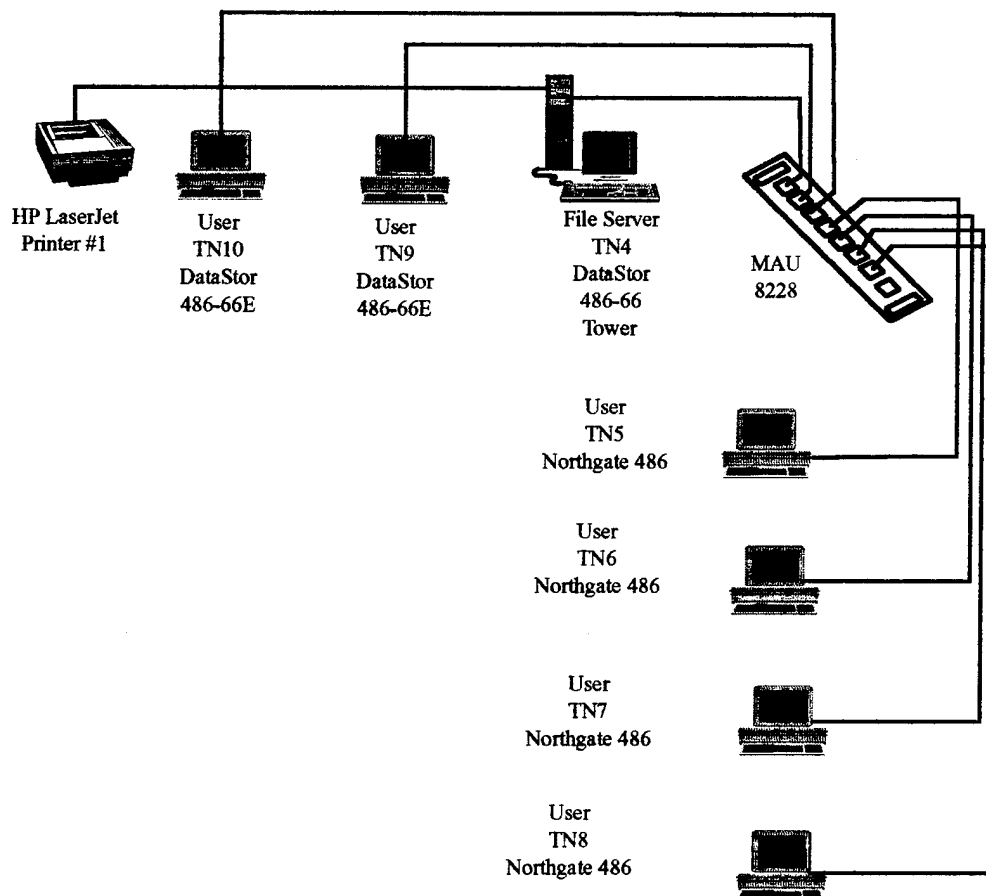 HP LaserJet
Printer #1
User
TN10
DataStor
486-66E
User
TN9
DataStor
486-66E
File Server
TN4
DataStor
486-66
Tower
MAU
8228
User
TN5
Northgate 486
User
TN6
Northgate 486
User
TN7
Northgate 486
User
TN8
Northgate 486